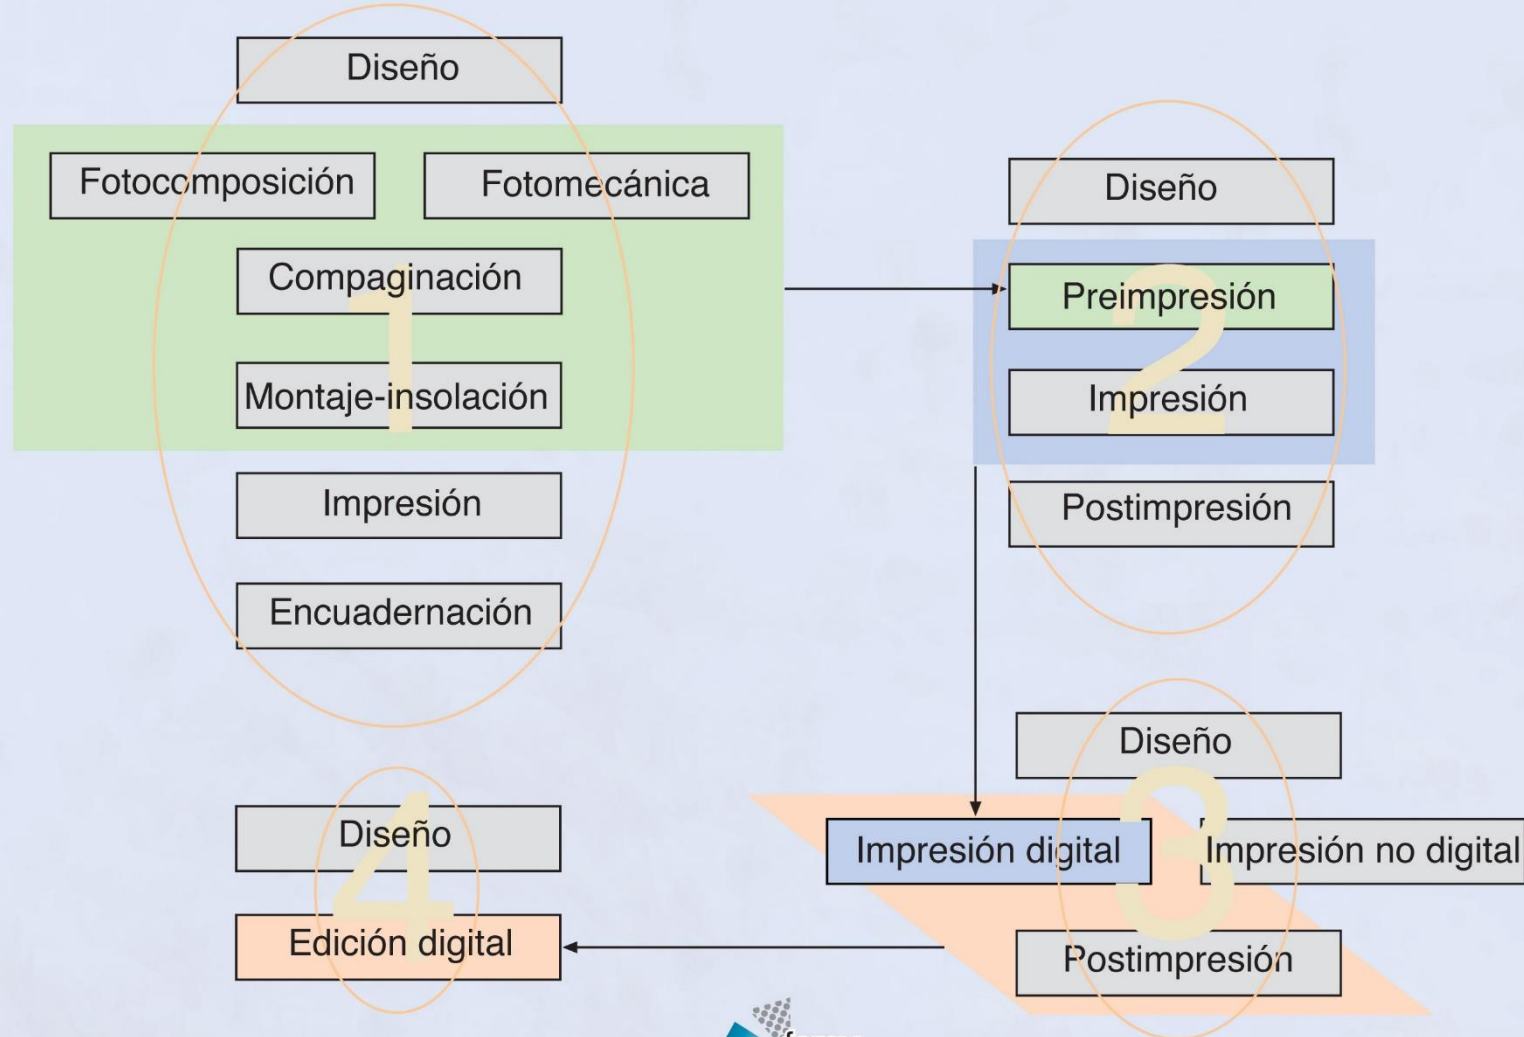 Diseño
Fotocomposición
Fotomecánica
Compaginación
Montaje-insolación
Impresión
Encuadernación
1
Diseño
Preimpresión
Impresión
Postimpresión
2
Diseño
Impresión digital
Impresión no digital
Postimpresión
3
Diseño
Edición digital
4